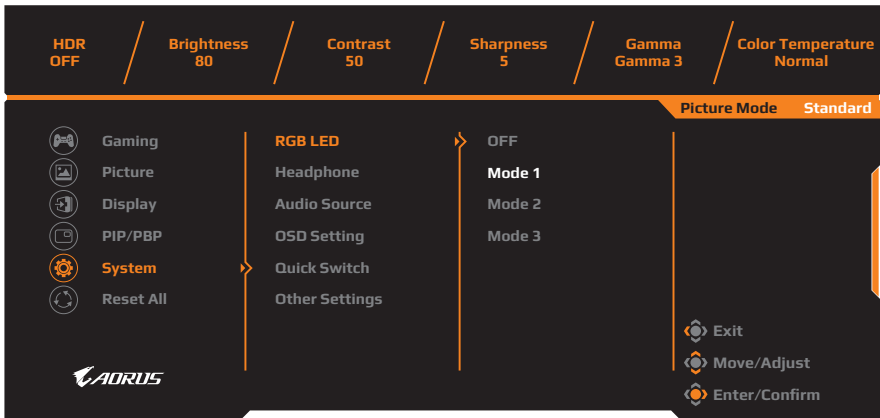 HDR Brightness Contrast Sharpness Gamma Color Temperature
OFF 80 50 5 Gamma 3 Normal
Picture Mode Standard
Gaming RGB LED OFF
Picture Headphone Mode 1
Display Audio Source Mode 2
PIP/PBP OSD Setting Mode 3
System Quick Switch
Reset All Other Settings
Exit
AORUS Move/Adjust
Enter/Confirm